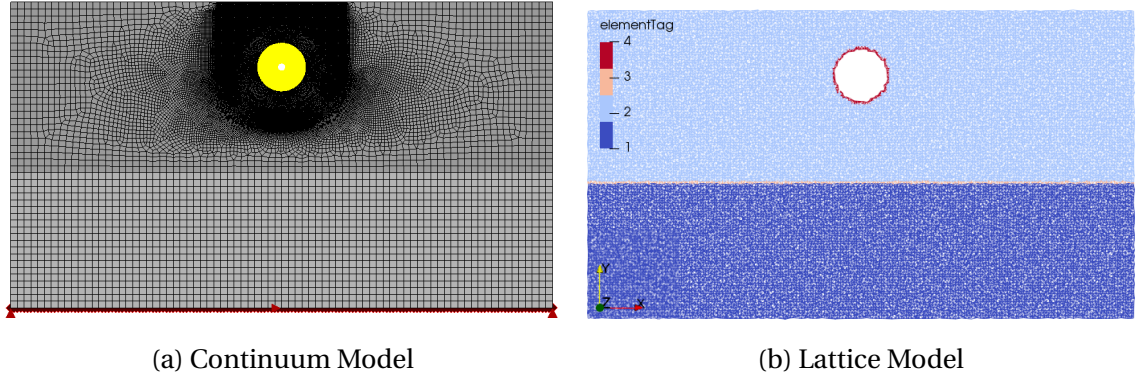 elementTag
4
3
2
1
Y
Z
X
(a) Continuum Model
(b) Lattice Model